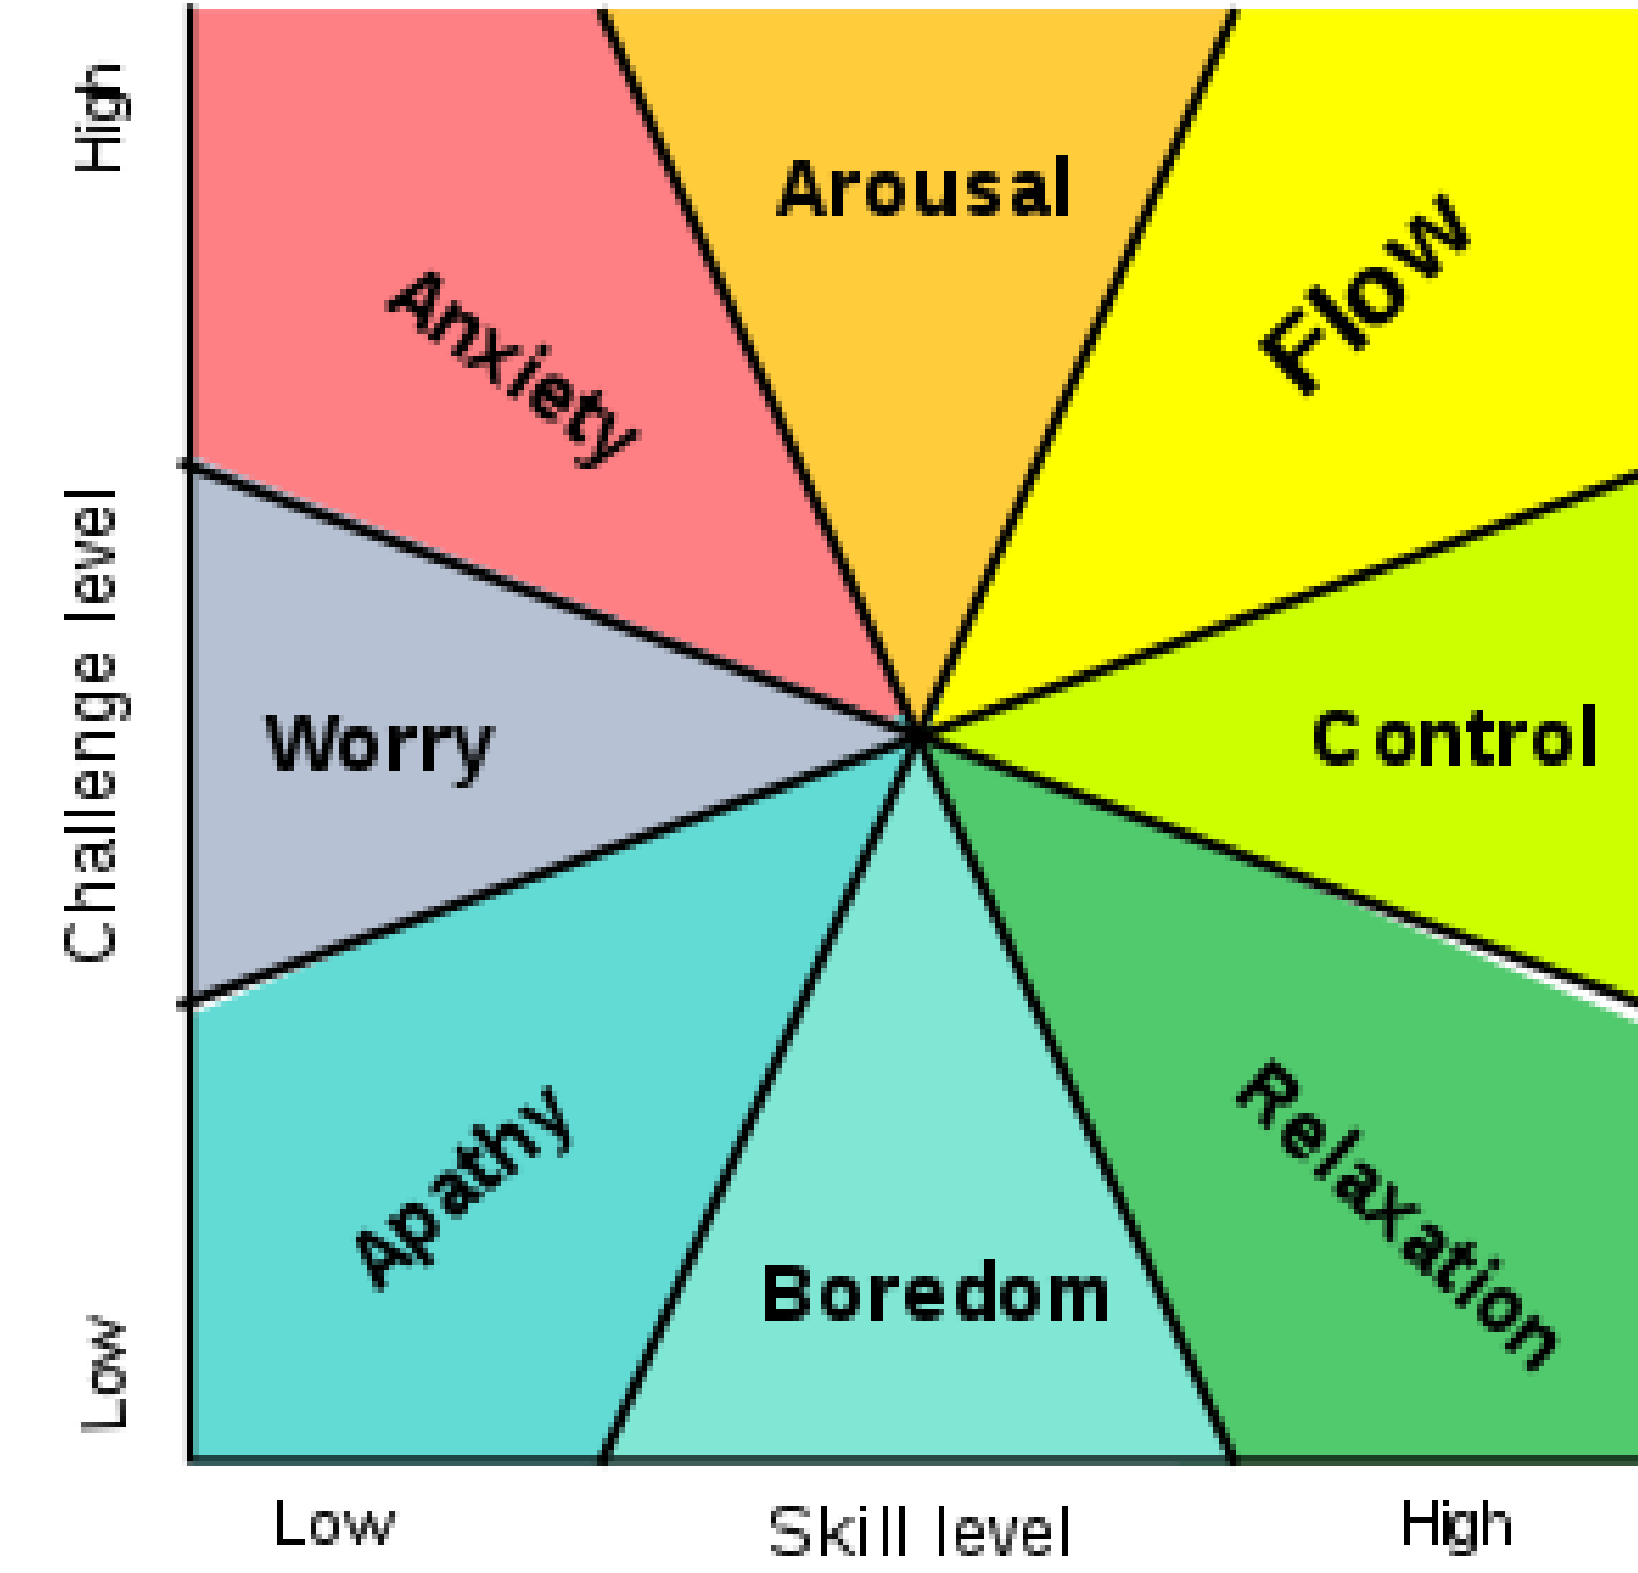 High
Arousal
Flow
Anxiety
Challenge level
Worry
Control
Apathy
Relaxation
Boredom
Low
Low
Skill level
High